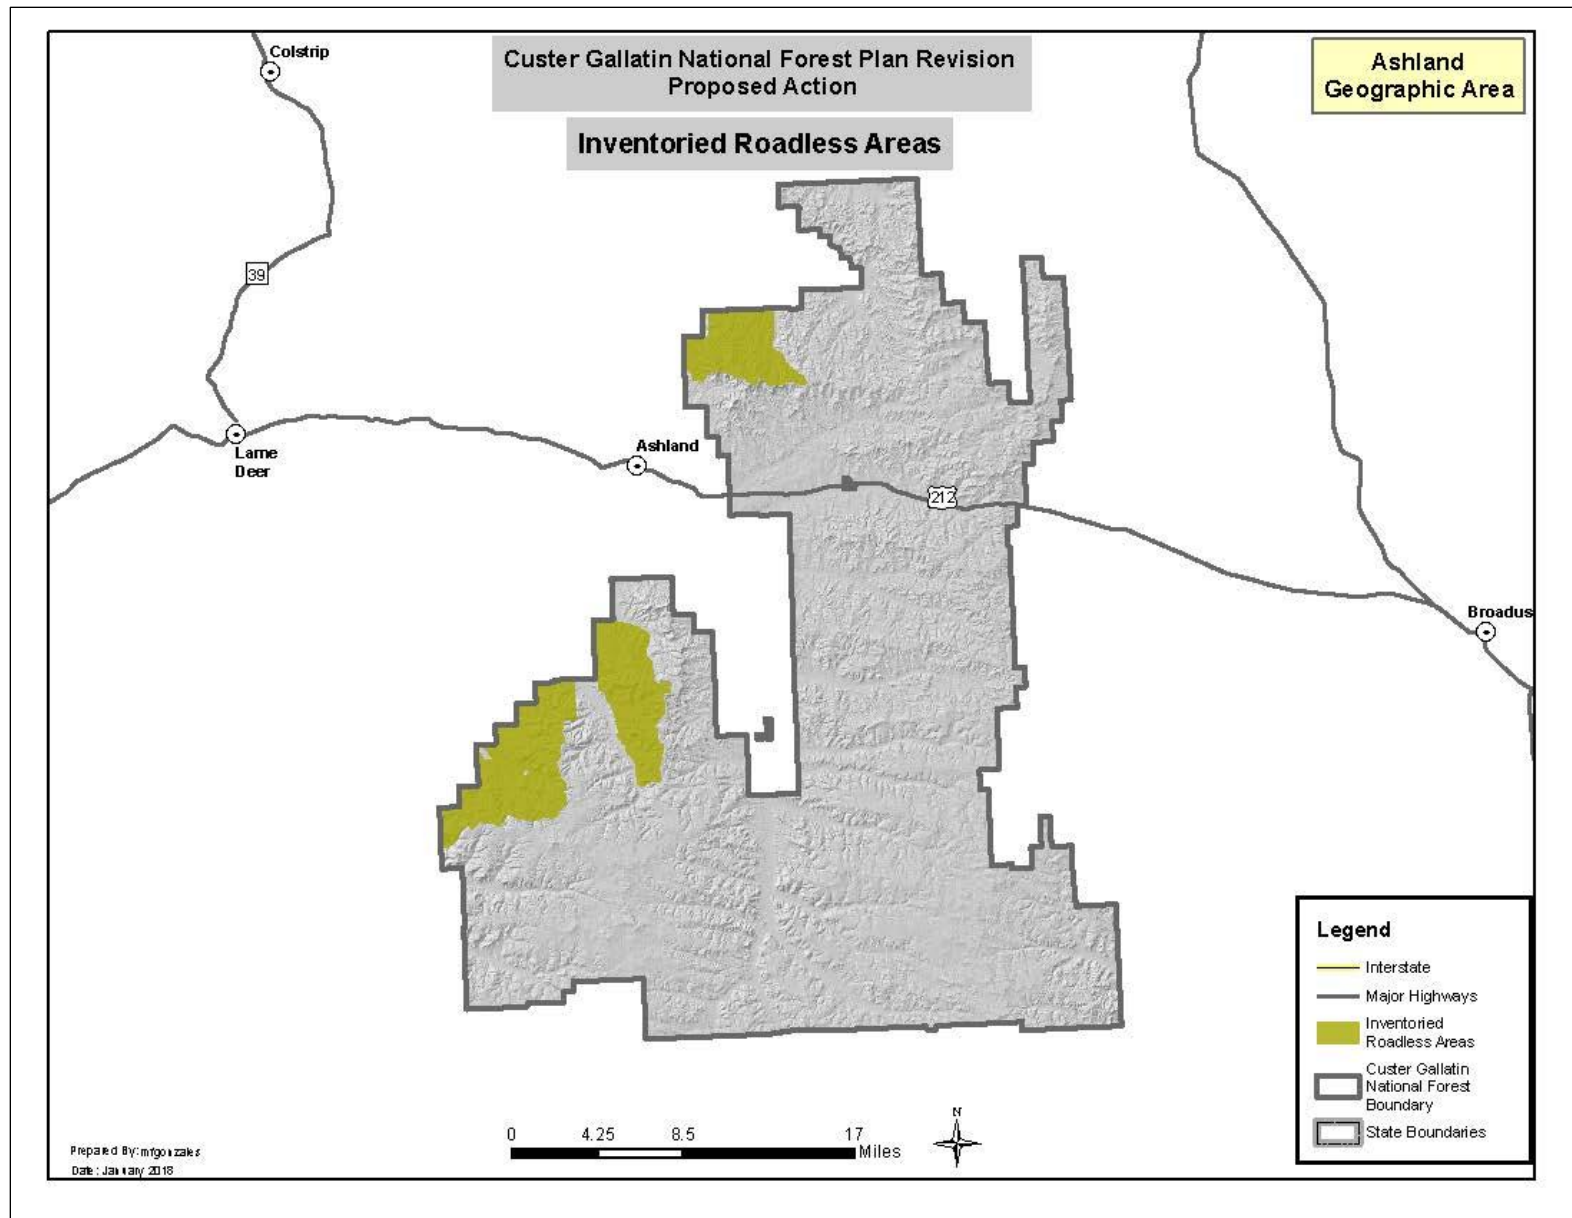 Colstrip
Custer Gallatin National Forest Plan Revision
Proposed Action
Ashland
Geographic Area
Inventoried Roadless Areas
39
Lame
Deer
Ashland
212
Broadus
Legend
Interstate
Major Highways
Inventoried
Roadless Areas
Custer Gallatin
National Forest
Boundary
State Boundaries
N
0 4.25 8.5 17
Miles
Prepared By: mfgonzales
Date: January 2018